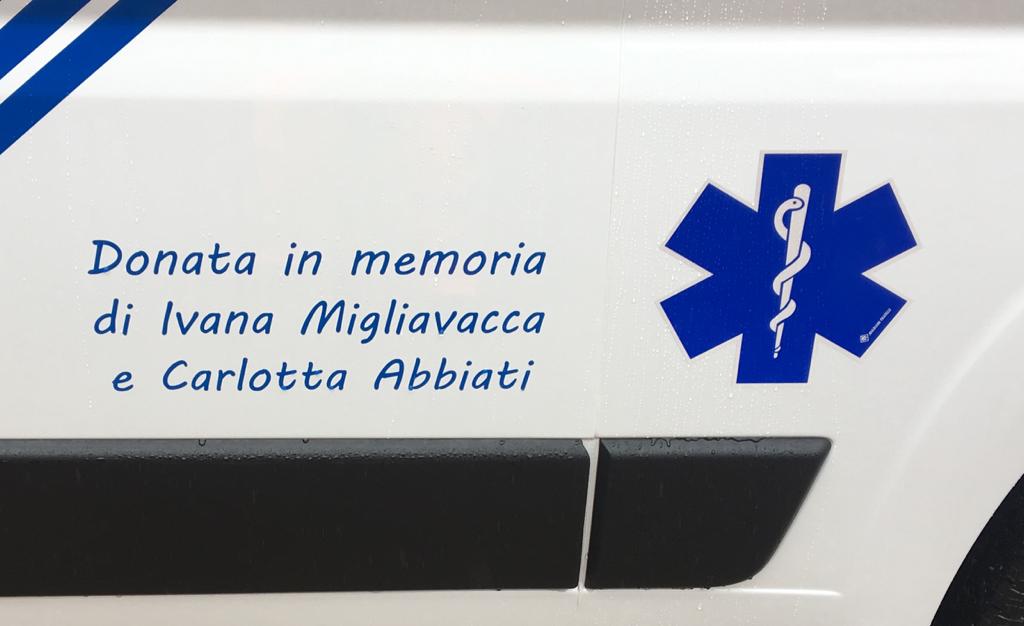 Donata in memoria
di Ivana Migliavacca
e Carlotta Abbiati